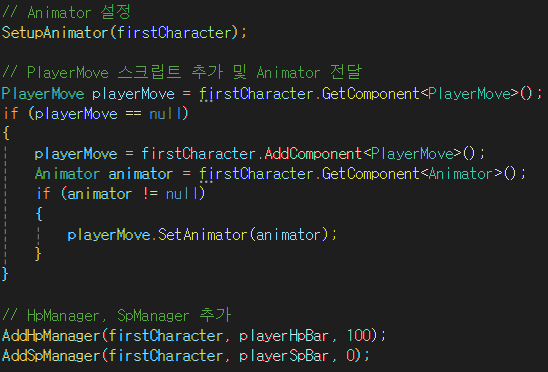 // Animator 설정
SetupAnimator(firstCharacter);
// PlayerMove 스크립트 추가 및 Animator 전달
PlayerMove playerMove = firstCharacter.GetComponent<PlayerMove>();
if (playerMove == null)
{
playerMove = firstCharacter.AddComponent<PlayerMove>();
Animator animator = firstCharacter.GetComponent<Animator>();
if (animator != null)
{
playerMove.SetAnimator(animator);
}
}
// HpManager, SpManager 추가
AddHpManager(firstCharacter, playerHpBar, 100);
AddSpManager(firstCharacter, playerSpBar, 0);